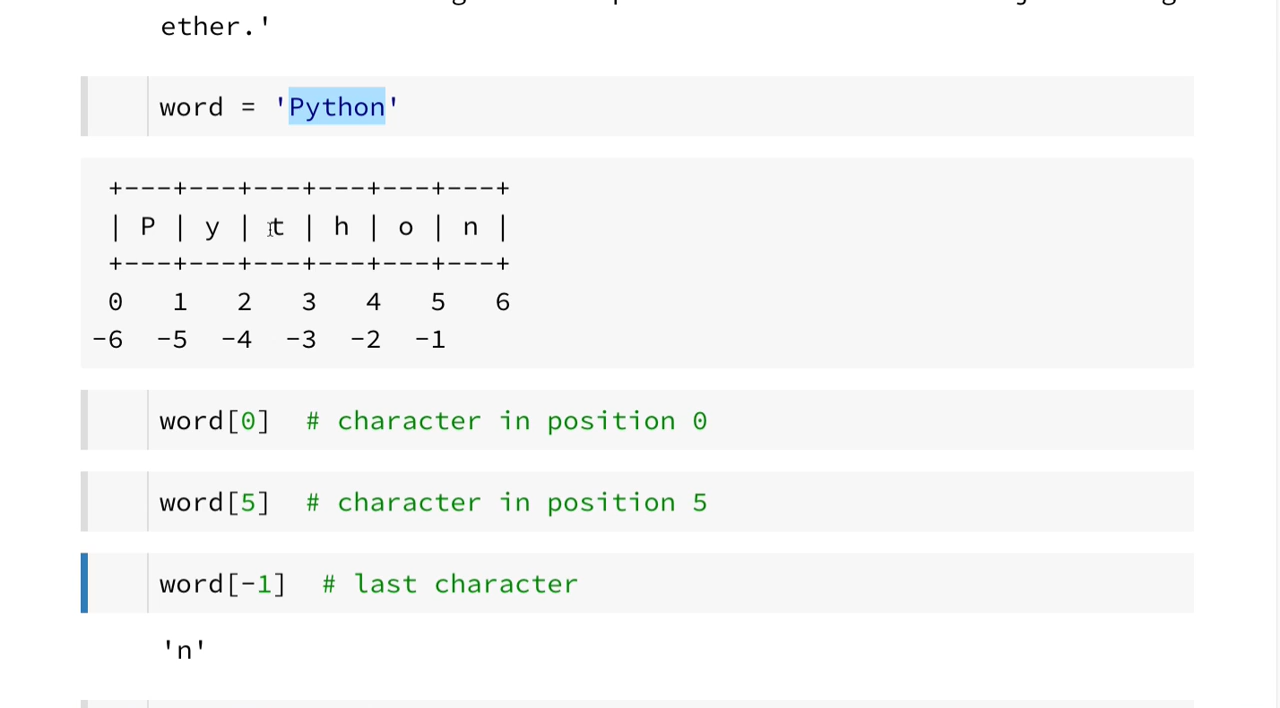 ether.'
word = 'Python'
+---+---+---+---+---+---+
| P | y | t | h | o | n |
+---+---+---+---+---+---+
0 1 2 3 4 5 6
-6 -5 -4 -3 -2 -1
word[0] # character in position 0
word[5] # character in position 5
word[-1] # last character
'n'